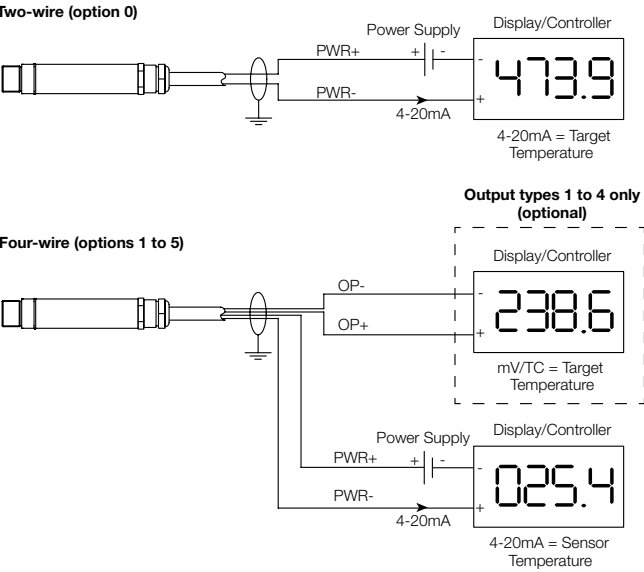 Two-wire (option 0)
Power Supply
Display/Controller
PWR+
+
-
-
473.9
PWR-
+
4-20mA
4-20mA = Target
Temperature
Output types 1 to 4 only
(optional)
Four-wire (options 1 to 5)
Display/Controller
OP-
-
238.6
OP+
+
mV/TC = Target
Temperature
Power Supply
Display/Controller
PWR+
+
-
-
025.4
PWR-
+
4-20mA
4-20mA = Sensor
Temperature